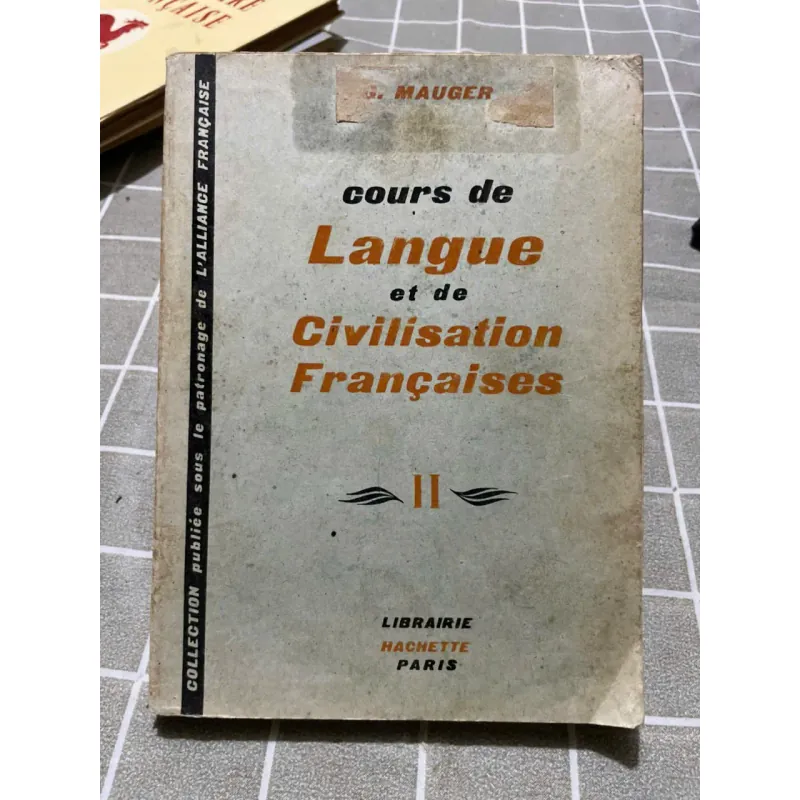 G. MAUGER
cours de
Langue
et de
Civilisation
Françaises
II
LIBRAIRIE
HACHETTE
PARIS
COLLECTION publiée sous le patronage de L'ALLIANCE FRANÇAISE